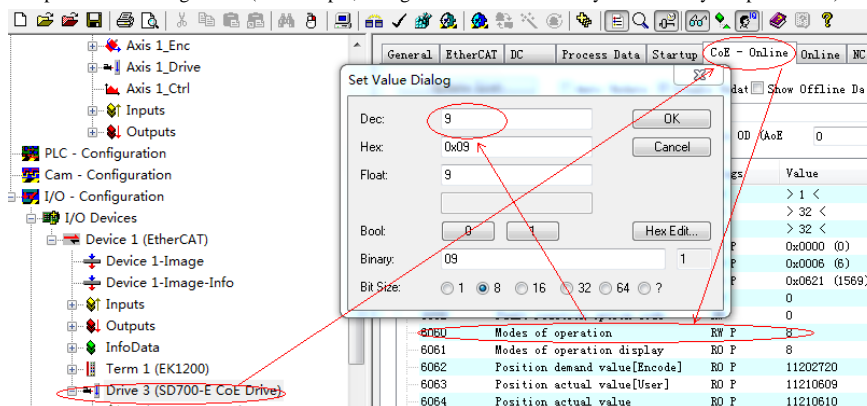 Axis 1_Enc
Axis 1_Drive
Axis 1_Ctrl
Inputs
Outputs
PLC - Configuration
Cam - Configuration
I/O - Configuration
I/O Devices
Device 1 (EtherCAT)
Device 1-Image
Device 1-Image-Info
Inputs
Outputs
InfoData
Term 1 (EK1200)
Drive 3 (SD700-E CoE Drive)
General EtherCAT DC Process Data Startup CoE - Online Online NC
Show Offline Da
OD (AoE 0
Value
> 1 <
> 32 <
> 32 <
P 0x0000 (0)
P 0x0006 (6)
P 0x0621 (1569)
0
0
6060 Modes of operation RW P 8
6061 Modes of operation display RO P 8
6062 Position demand value[Encode] RO P 11202720
6063 Position actual value[User] RO P 11210609
6064 Position actual value RO P 11210610
Set Value Dialog
Dec: 9 OK
Hex: 0x09 Cancel
Float: 9
Bool: 0 1 Hex Edit...
Binary: 09 1
Bit Size: 1 8 16 32 64 ?